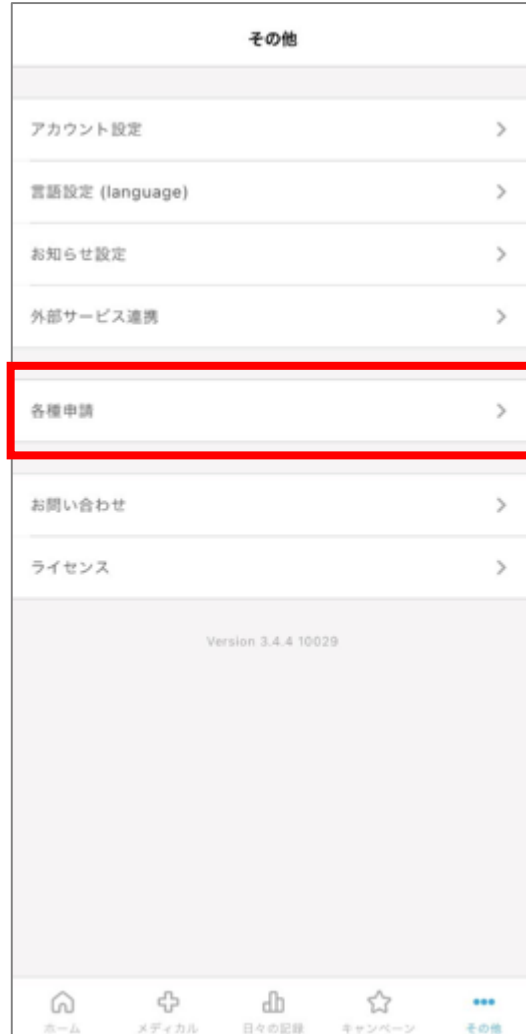 その他
アカウント設定
言語設定 (language)
お知らせ設定
外部サービス連携
各種申請
お問い合わせ
ライセンス
Version 3.4.4 10029
ホーム
メディカル
日々の記録
キャンペーン
その他